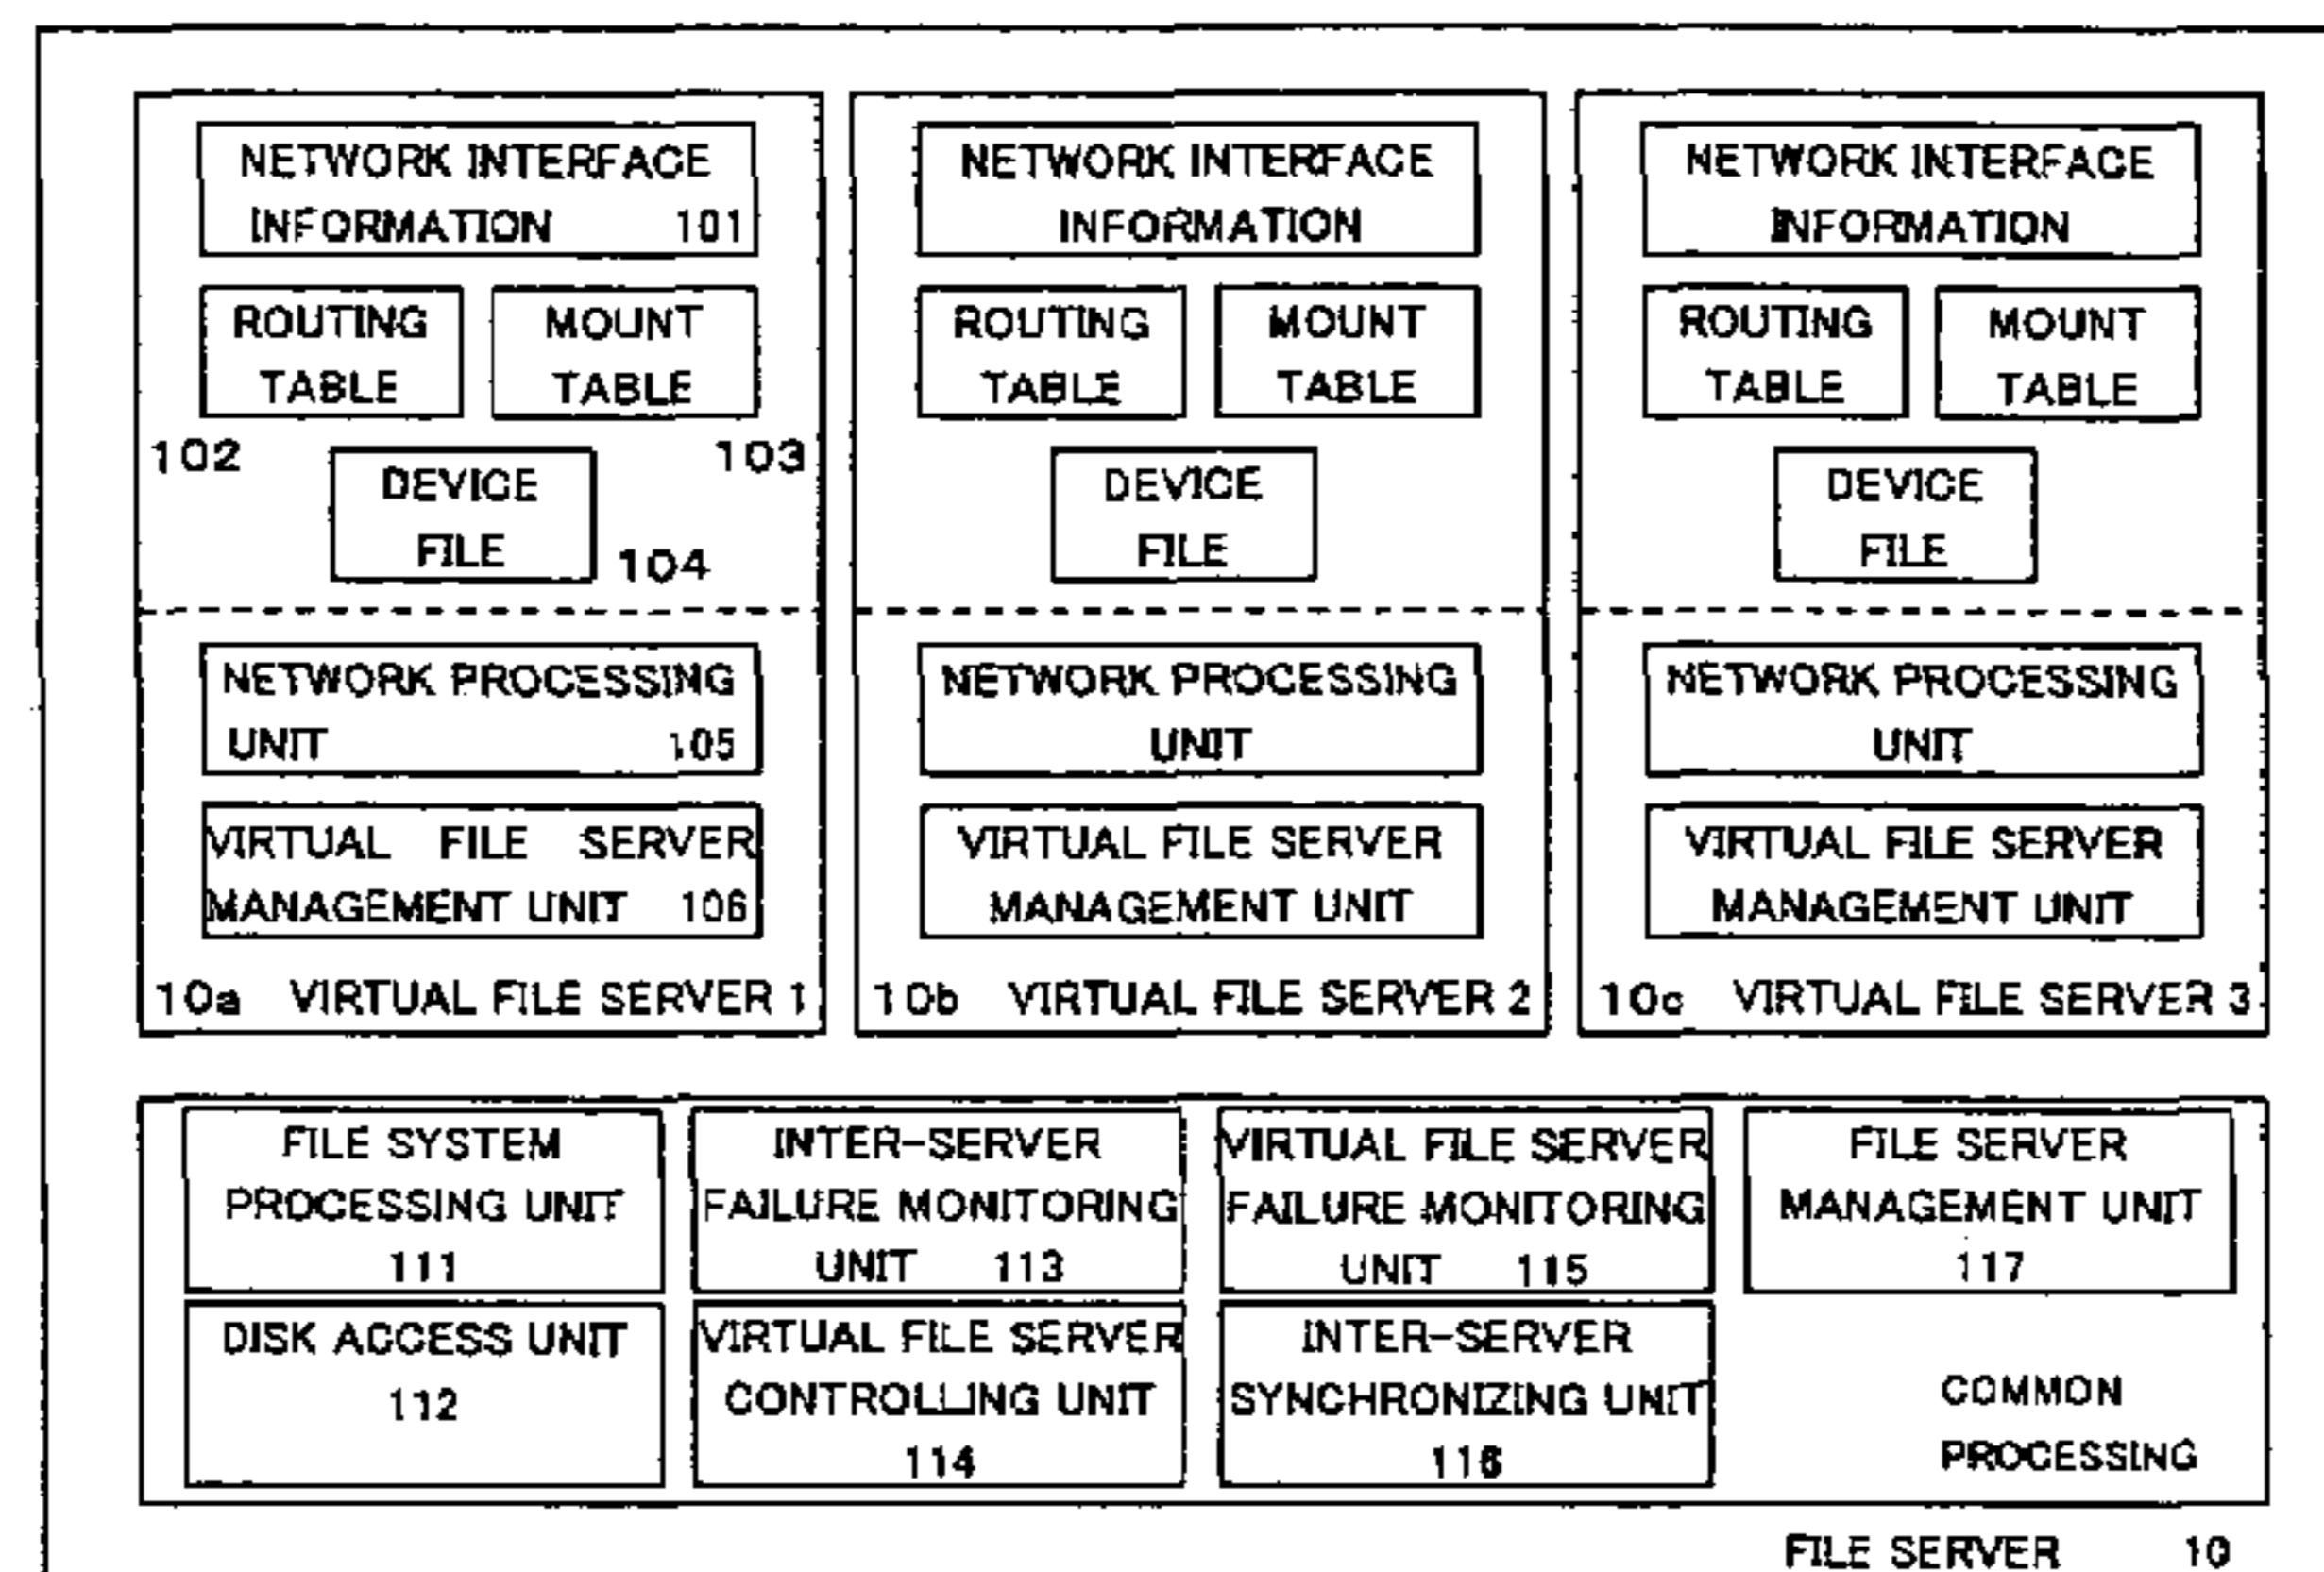 NETWORK INTERFACE
INFORMATION 101
ROUTING
TABLE
MOUNT
TABLE
102
103
DEVICE
FILE
104
NETWORK PROCESSING
UNIT 105
VIRTUAL FILE SERVER
MANAGEMENT UNIT 106
10a VIRTUAL FILE SERVER 1
NETWORK INTERFACE
INFORMATION
ROUTING
TABLE
MOUNT
TABLE
DEVICE
FILE
NETWORK PROCESSING
UNIT
VIRTUAL FILE SERVER
MANAGEMENT UNIT
10b VIRTUAL FILE SERVER 2
NETWORK INTERFACE
INFORMATION
ROUTING
TABLE
MOUNT
TABLE
DEVICE
FILE
NETWORK PROCESSING
UNIT
VIRTUAL FILE SERVER
MANAGEMENT UNIT
10c VIRTUAL FILE SERVER 3
FILE SYSTEM
PROCESSING UNIT
111
INTER-SERVER
FAILURE MONITORING
UNIT 113
VIRTUAL FILE SERVER
FAILURE MONITORING
UNIT 115
FILE SERVER
MANAGEMENT UNIT
117
DISK ACCESS UNIT
112
VIRTUAL FILE SERVER
CONTROLLING UNIT
114
INTER-SERVER
SYNCHRONIZING UNIT
116
COMMON
PROCESSING
FILE SERVER 10